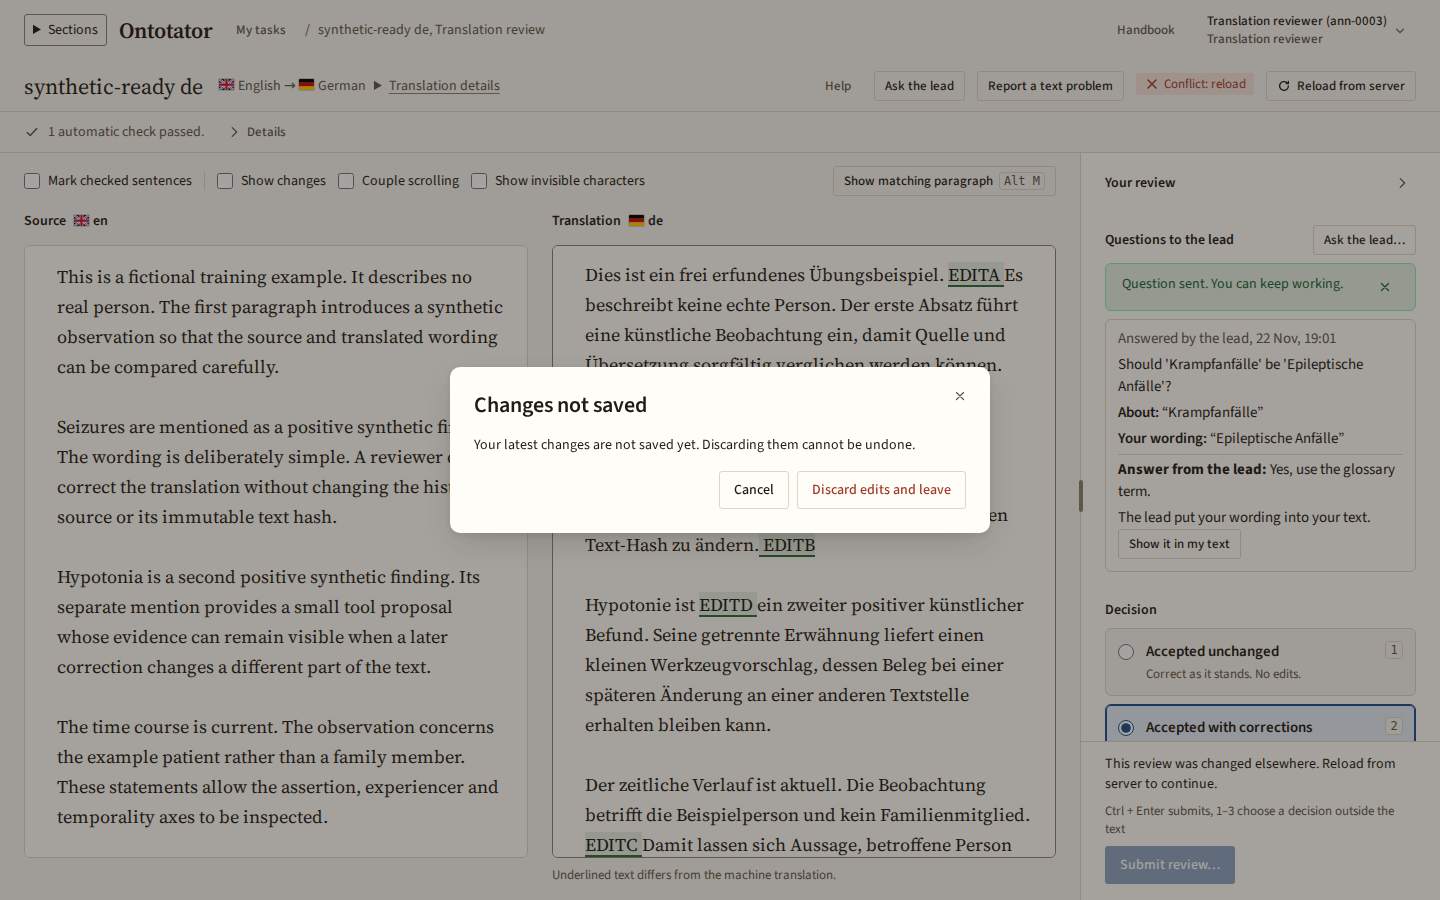 Sections
Ontotator
My tasks / synthetic-ready de, Translation review
Handbook
Translation reviewer (ann-0003)
Translation reviewer
synthetic-ready de
English → German
Translation details
Help
Ask the lead
Report a text problem
Conflict: reload
Reload from server
1 automatic check passed.
Details
Mark checked sentences
Show changes
Couple scrolling
Show invisible characters
Show matching paragraph Alt M
Source en
This is a fictional training example. It describes no
real person. The first paragraph introduces a synthetic
observation so that the source and translated wording
can be compared carefully.
Seizures are mentioned as a positive synthetic
The wording is deliberately simple. A reviewer
correct the translation without changing the
source or its immutable text hash.
Hypotonia is a second positive synthetic finding. Its
separate mention provides a small tool proposal
whose evidence can remain visible when a later
correction changes a different part of the text.
The time course is current. The observation concerns
the example patient rather than a family member.
These statements allow the assertion, experiencer and
temporality axes to be inspected.
Translation de
Dies ist ein frei erfundenes Übungsbeispiel. EDITA Es
beschreibt keine echte Person. Der erste Absatz führt
eine künstliche Beobachtung ein, damit Quelle und
Übersetzung sorgfältig verglichen werden können.
en
Text-Hash zu ändern. EDITB
Hypotonie ist EDITD ein zweiter positiver künstlicher
Befund. Seine getrennte Erwähnung liefert einen
kleinen Werkzeugvorschlag, dessen Beleg bei einer
späteren Änderung an einer anderen Textstelle
erhalten bleiben kann.
Der zeitliche Verlauf ist aktuell. Die Beobachtung
betrifft die Beispielperson und kein Familienmitglied.
EDITC Damit lassen sich Aussage, betroffene Person
Underlined text differs from the machine translation.
Changes not saved
Your latest changes are not saved yet. Discarding them cannot be undone.
Cancel
Discard edits and leave
Your review
Questions to the lead
Ask the lead…
Question sent. You can keep working.
Answered by the lead, 22 Nov, 19:01
Should 'Krampfanfälle' be 'Epileptische
Anfälle'?
About: “Krampfanfälle”
Your wording: “Epileptische Anfälle”
Answer from the lead: Yes, use the glossary
term.
The lead put your wording into your text.
Show it in my text
Decision
Accepted unchanged 1
Correct as it stands. No edits.
Accepted with corrections 2
This review was changed elsewhere. Reload from
server to continue.
Ctrl + Enter submits, 1–3 choose a decision outside the
text
Submit review…